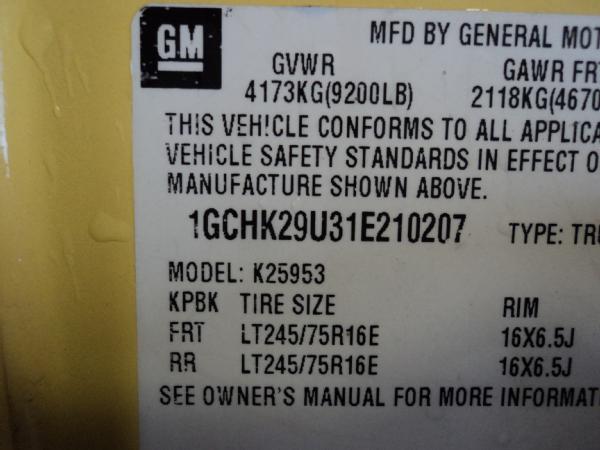 GM
MFD BY GENERAL MOT
GVWR GAWR FRT
4173KG(9200LB) 2118KG(4670
THIS VEHICLE CONFORMS TO ALL APPLICA
VEHICLE SAFETY STANDARDS IN EFFECT O
MANUFACTURE SHOWN ABOVE.
1GCHK29U31E210207 TYPE: TRU
MODEL: K25953
KPBK TIRE SIZE RIM
FRT LT245/75R16E 16X6.5J
RR LT245/75R16E 16X6.5J
SEE OWNER'S MANUAL FOR MORE INFORMAT